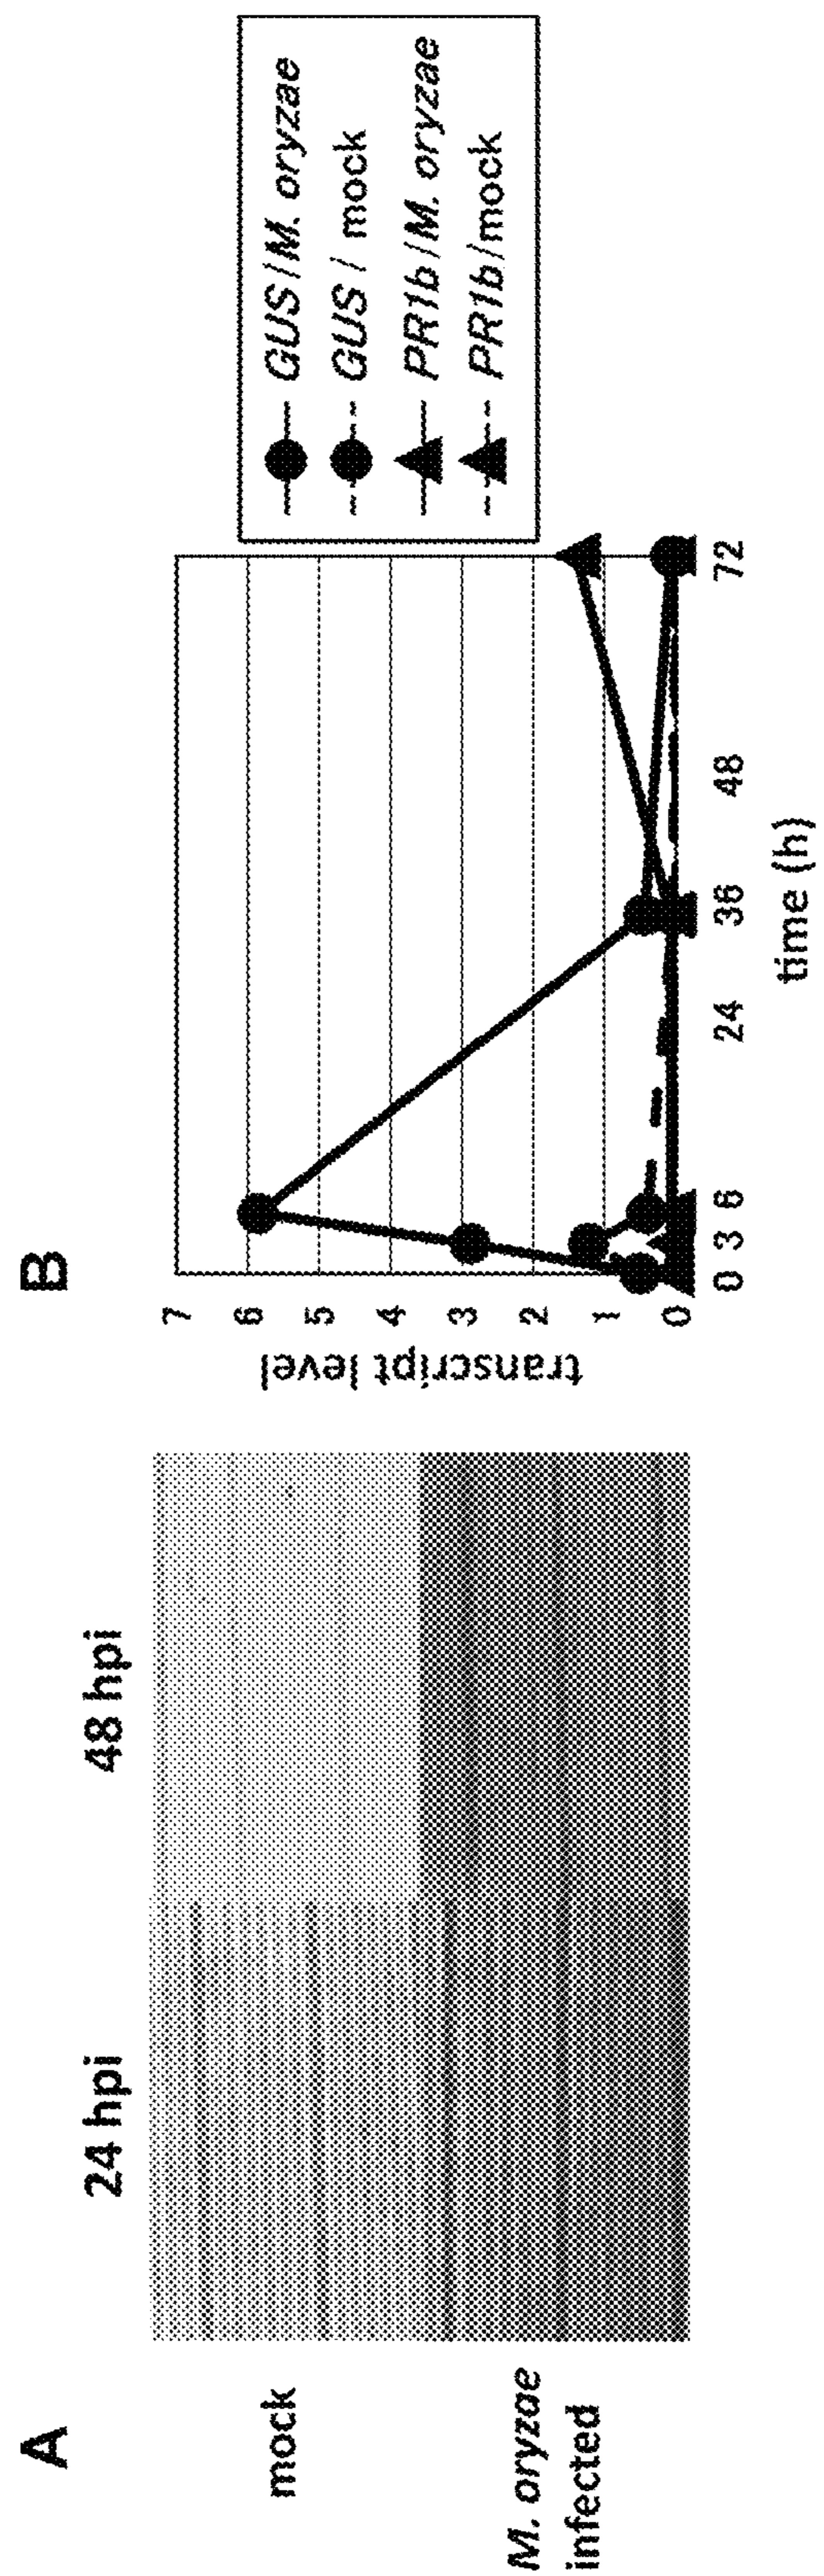 A
24 hpi
48 hpi
mock
M. oryzae
infected
B
transcript level
7
6
5
4
3
2
1
0
0 3 6 24 36 48 72
time (h)
GUS/M. oryzae
GUS/ mock
PR1b/M. oryzae
PR1b/mock